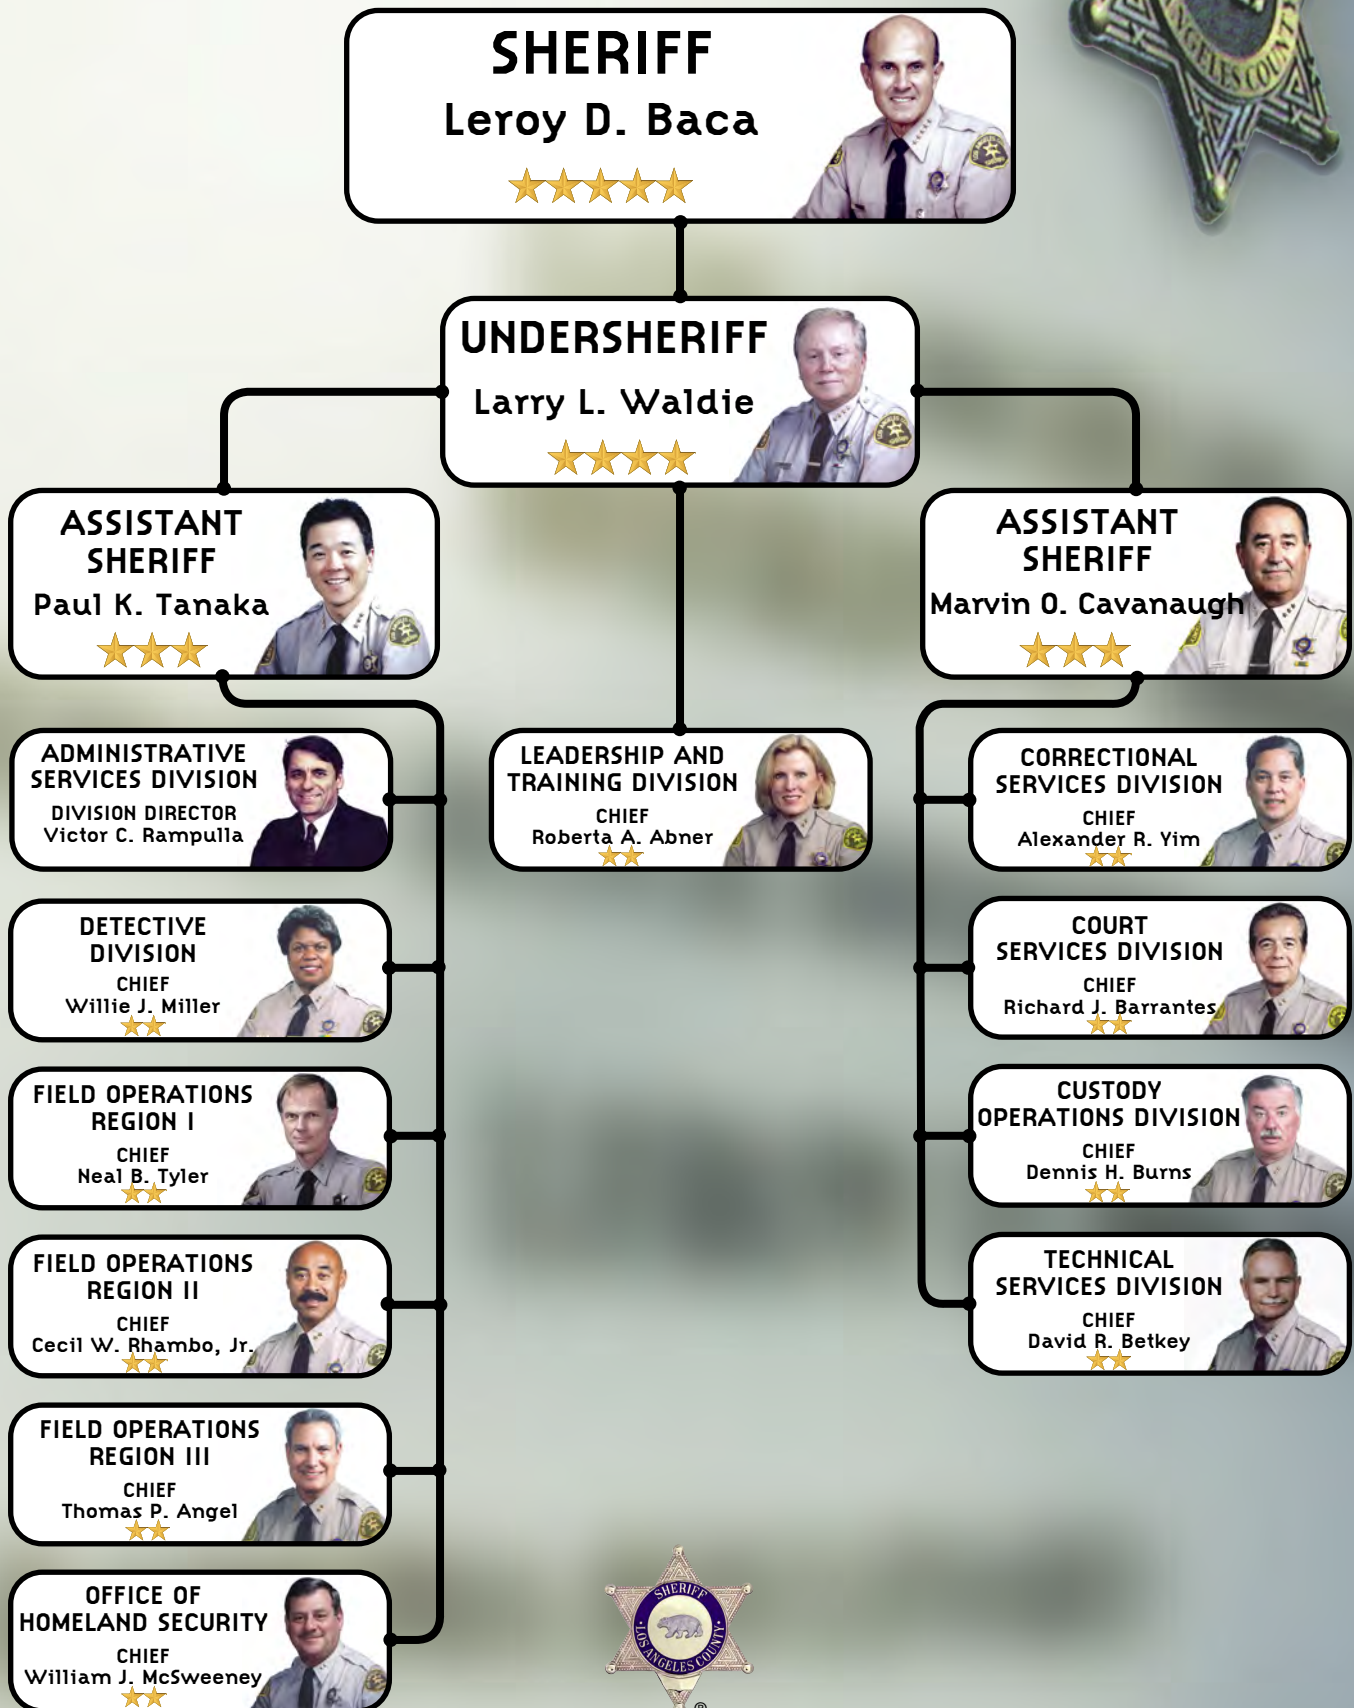 SHERIFF
Leroy D. Baca
ANGELES COUNT
UNDERSHERIFF
Larry L. Waldie
ASSISTANT
SHERIFF
Paul K. Tanaka
ASSISTANT
SHERIFF
Marvin O. Cavanaugh
ADMINISTRATIVE
SERVICES DIVISION
DIVISION DIRECTOR
Victor C. Rampulla
LEADERSHIP AND
TRAINING DIVISION
CHIEF
Roberta A. Abner
CORRECTIONAL
SERVICES DIVISION
CHIEF
Alexander R. Yim
DETECTIVE
DIVISION
CHIEF
Willie J. Miller
COURT
SERVICES DIVISION
CHIEF
Richard J. Barrantes
FIELD OPERATIONS
REGION I
CHIEF
Neal B. Tyler
CUSTODY
OPERATIONS DIVISION
CHIEF
Dennis H. Burns
FIELD OPERATIONS
REGION II
CHIEF
Cecil W. Rhambo, Jr.
TECHNICAL
SERVICES DIVISION
CHIEF
David R. Betkey
FIELD OPERATIONS
REGION III
CHIEF
Thomas P. Angel
OFFICE OF
HOMELAND SECURITY
CHIEF
William J. McSweeney
SHERIFF
LOS ANGELES COUNTY
®